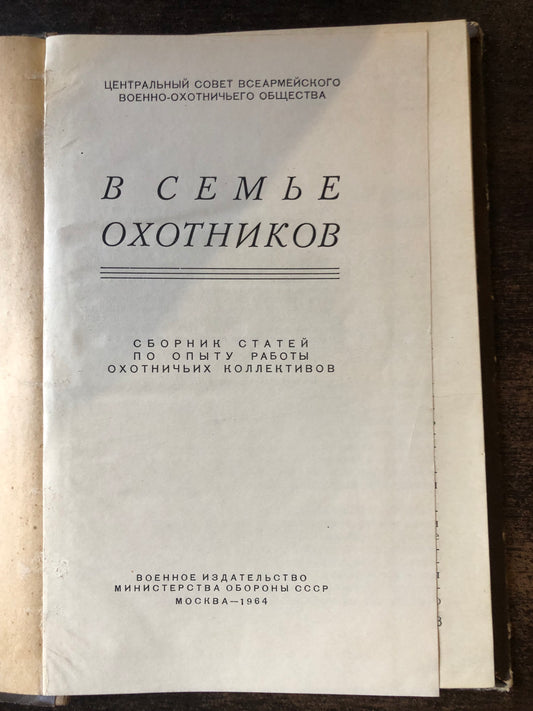 ЦЕНТРАЛЬНЫЙ СОВЕТ ВСЕАРМЕЙСКОГО
ВОЕННО-ОХОТНИЧЬЕГО ОБЩЕСТВА
В СЕМЬЕ
ОХОТНИКОВ
СБОРНИК СТАТЕЙ
ПО ОПЫТУ РАБОТЫ
ОХОТНИЧЬИХ КОЛЛЕКТИВОВ
ВОЕННОЕ ИЗДАТЕЛЬСТВО
МИНИСТЕРСТВА ОБОРОНЫ СССР
МОСКВА—1964